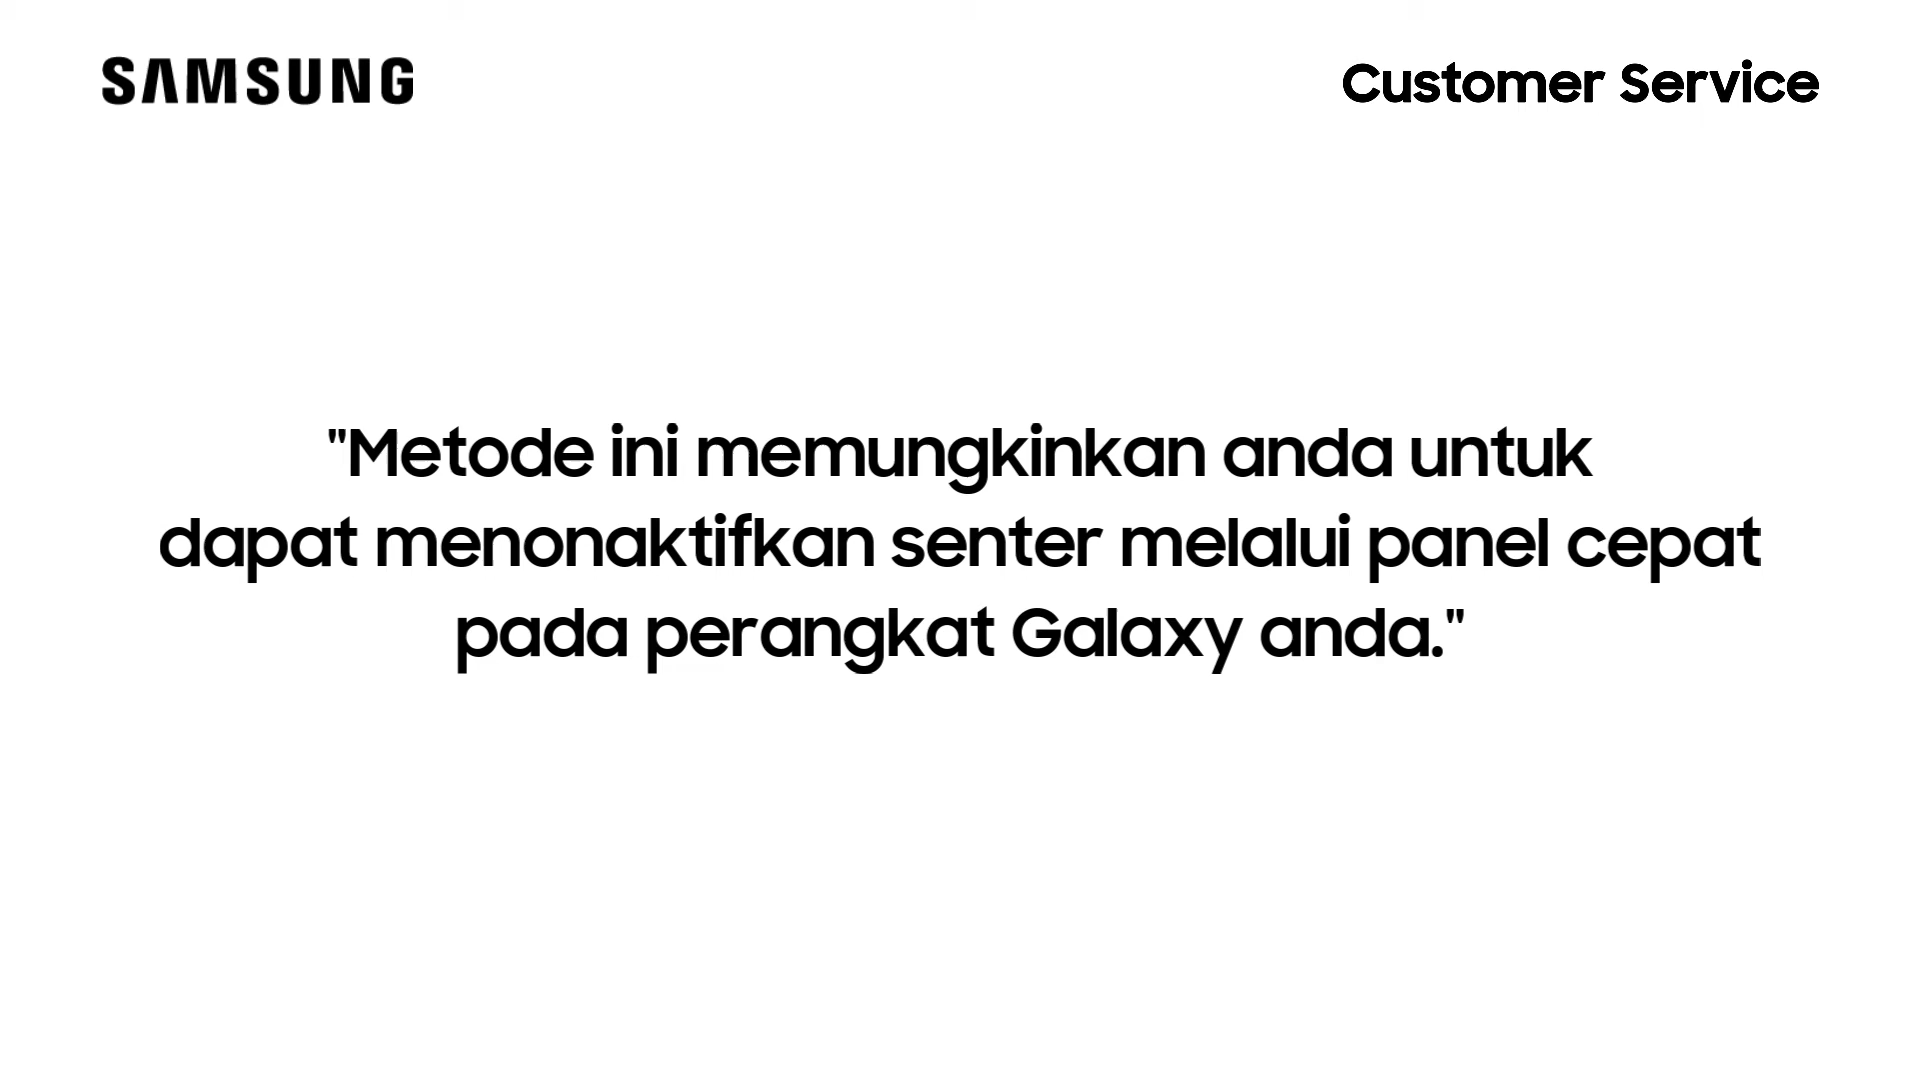 SAMSUNG
Customer Service
"Metode ini memungkinkan anda untuk
dapat menonaktifkan senter melalui panel cepat
pada perangkat Galaxy anda."